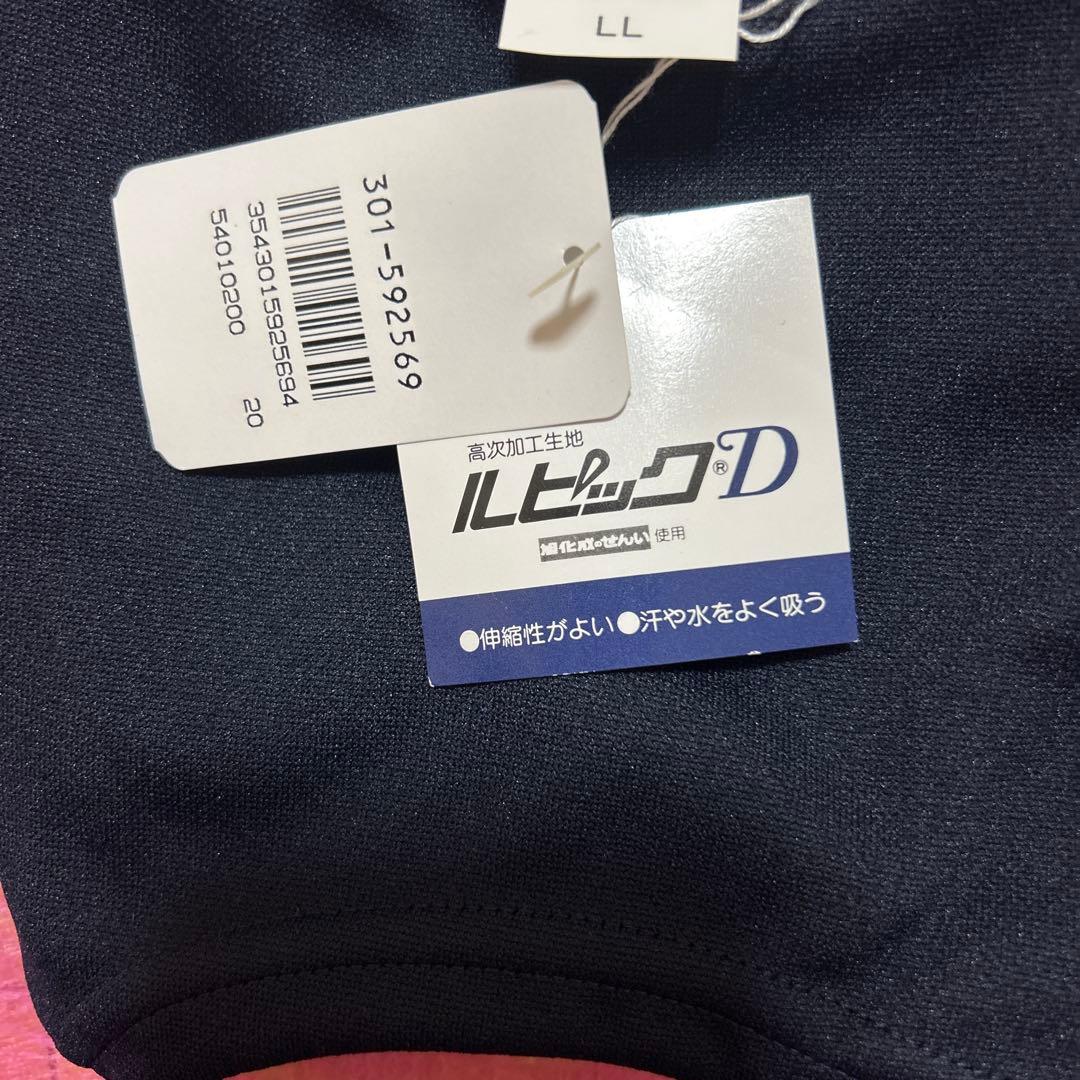 LL
301-592569
3543015925694
54010200 20
高次加工生地
ルピック®D
旭化成のせんい 使用
●伸縮性がよい●汗や水をよく吸う